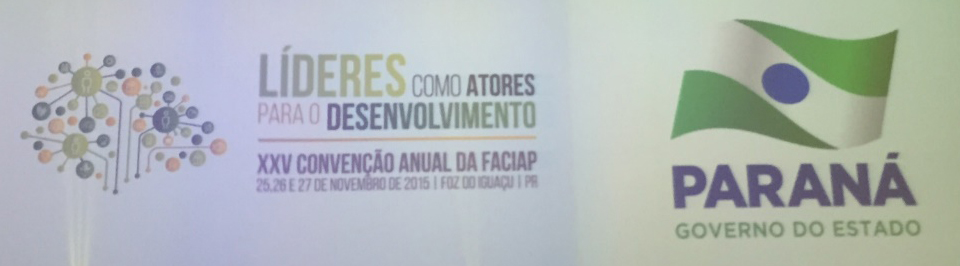 LÍDERES COMO ATORES
PARA O DESENVOLVIMENTO
XXV CONVENÇÃO ANUAL DA FACIAP
25,26 E 27 DE NOVEMBRO DE 2015 | FOZ DO IGUAÇU | PR
PARANÁ
GOVERNO DO ESTADO